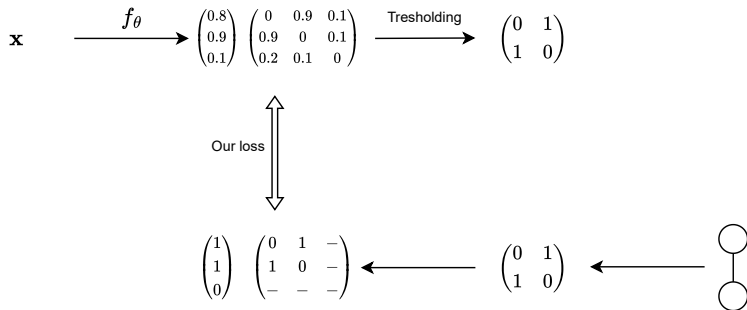 x
f_θ
(0.8 0.9 0.1)
(0 0.9 0.1
0.9 0 0.1
0.2 0.1 0)
Tresholding
(0 1
1 0)
Our loss
(1 1 0)
(0 1 −
1 0 −
− − −)
(0 1
1 0)